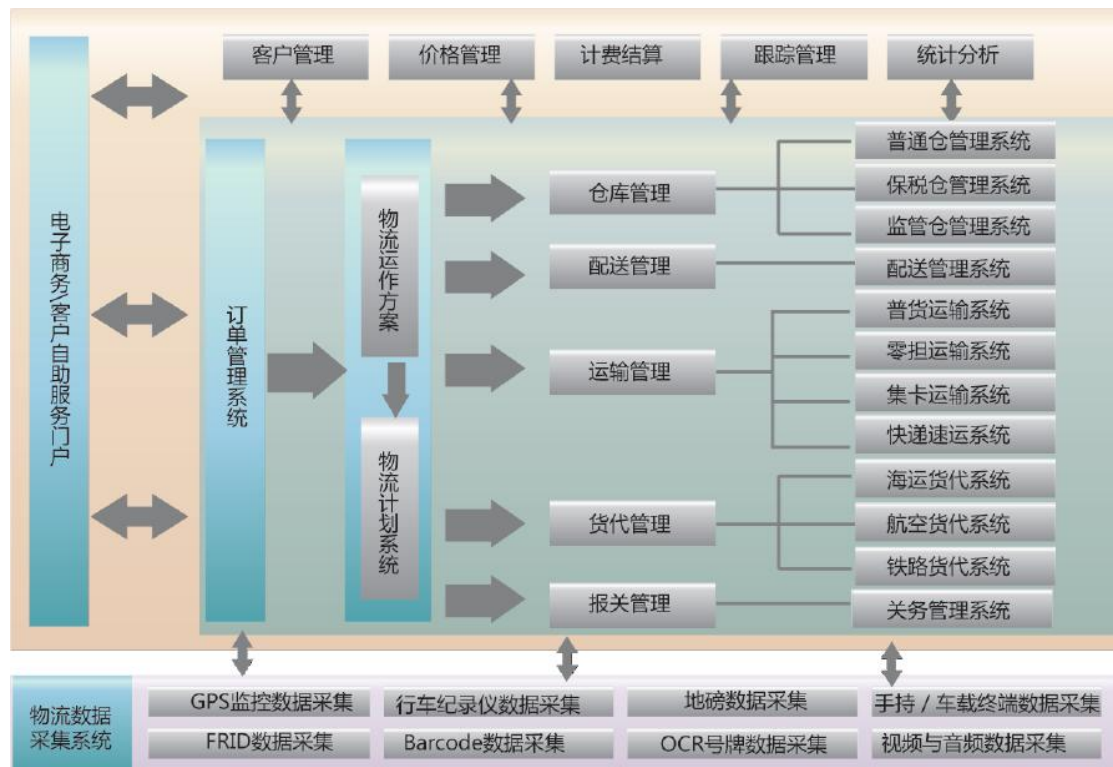 客户管理
价格管理
计费结算
跟踪管理
统计分析
电子商务/客户自助服务门户
订单管理系统
物流运作方案
物流计划系统
仓库管理
配送管理
运输管理
货代管理
报关管理
普通仓管理系统
保税仓管理系统
监管仓管理系统
配送管理系统
普货运输系统
零担运输系统
集卡运输系统
快递速运系统
海运货代系统
航空货代系统
铁路货代系统
关务管理系统
物流数据
采集系统
GPS监控数据采集
行车纪录仪数据采集
地磅数据采集
手持 / 车载终端数据采集
FRID数据采集
Barcode数据采集
OCR号牌数据采集
视频与音频数据采集